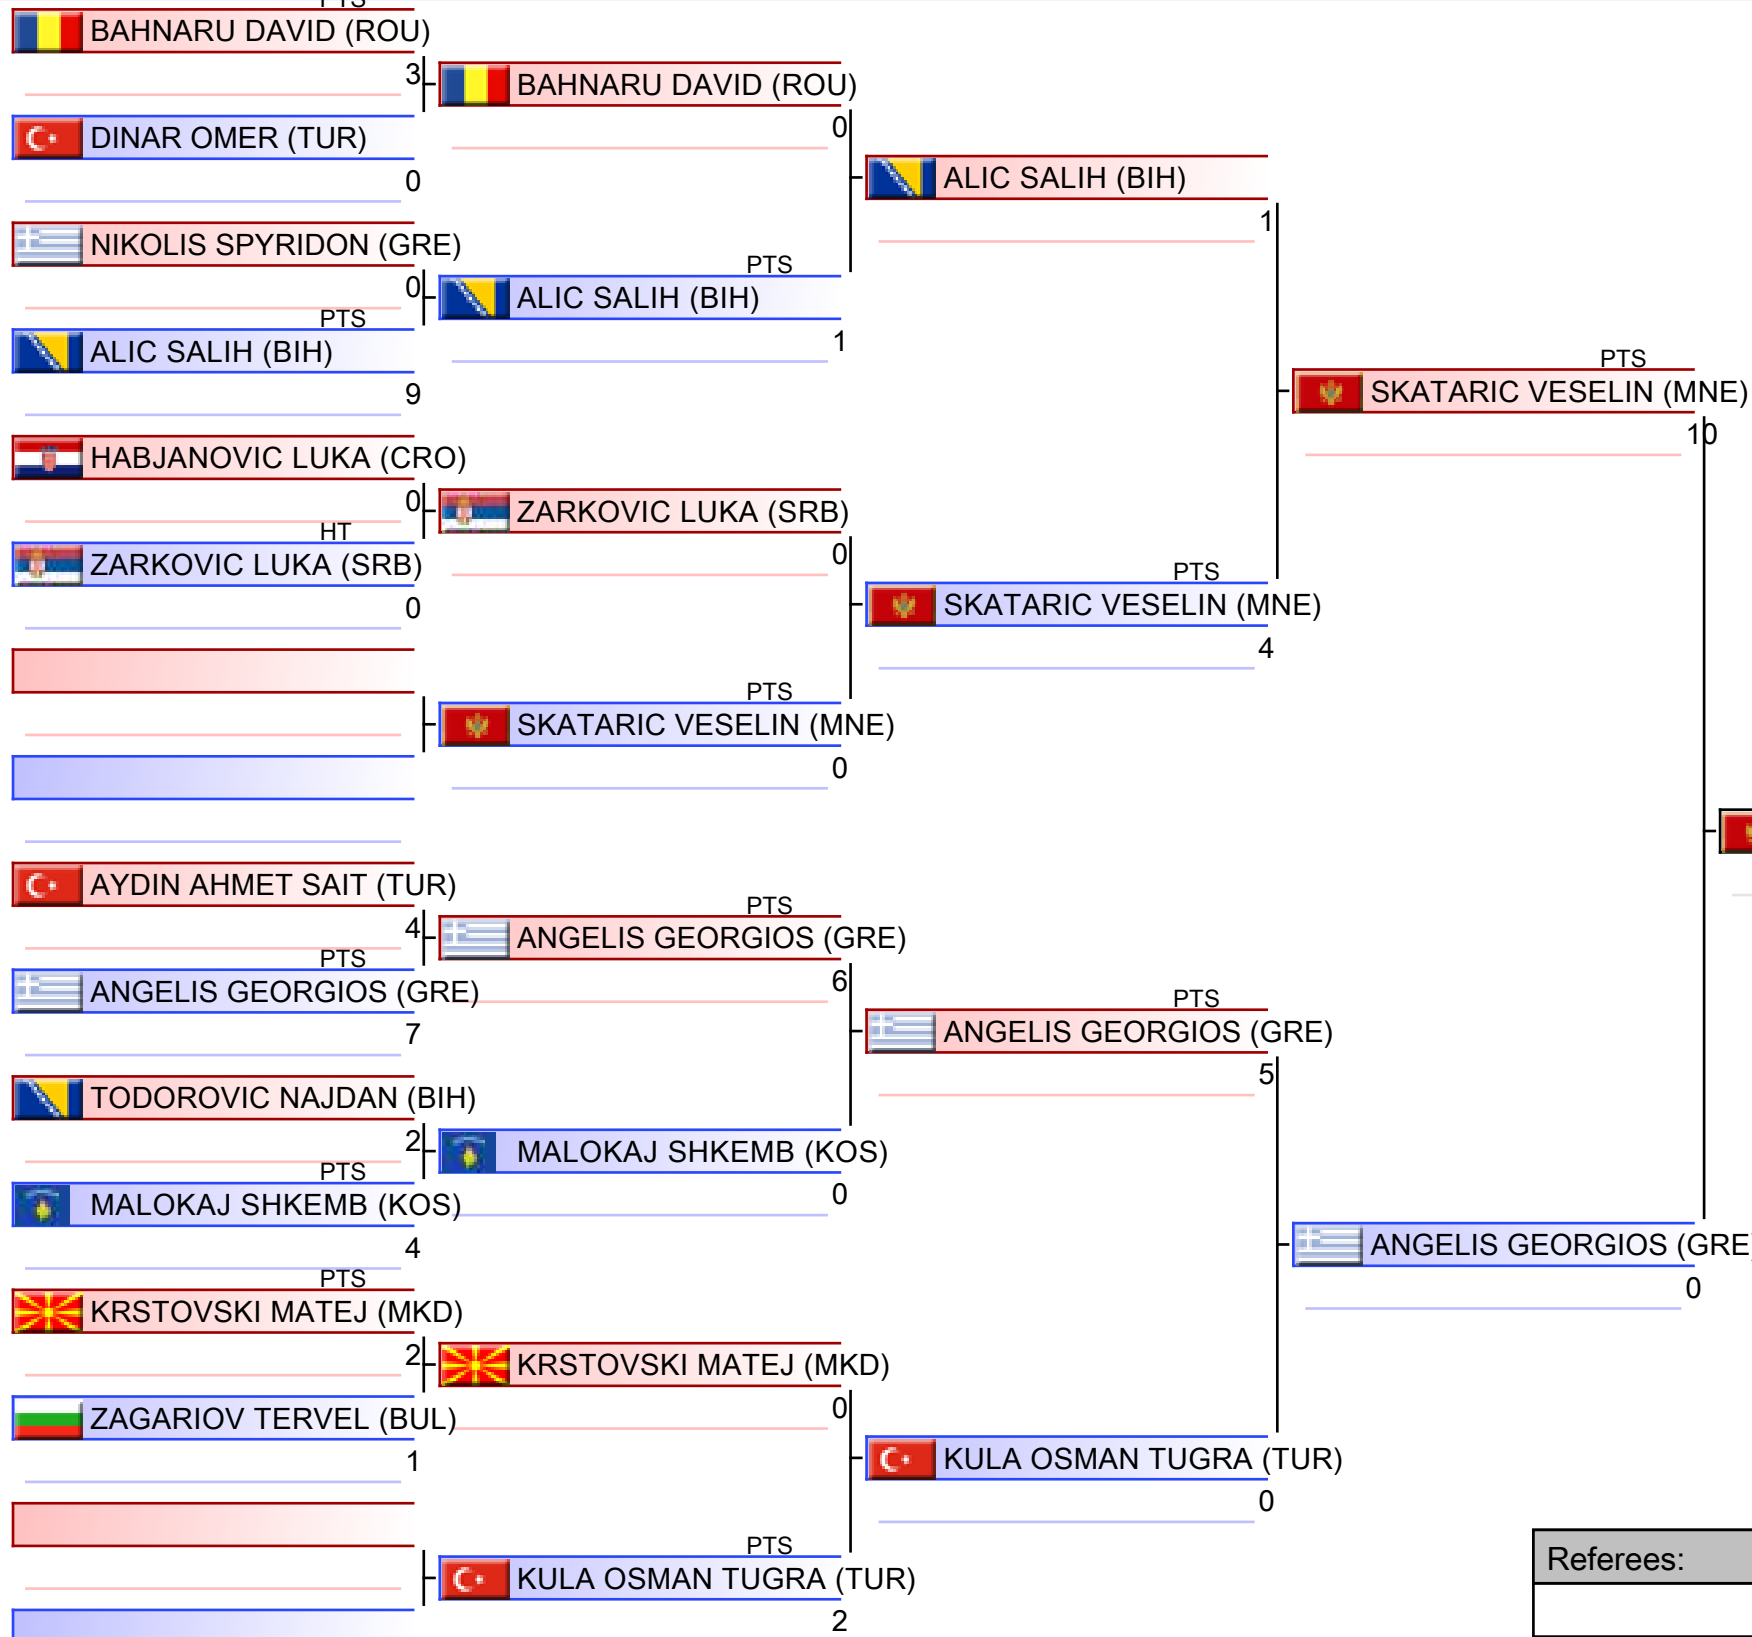 PTS
BAHNARU DAVID (ROU)
3
DINAR OMER (TUR)
0
NIKOLIS SPYRIDON (GRE)
0
PTS
ALIC SALIH (BIH)
9
HABJANOVIC LUKA (CRO)
0
HT
ZARKOVIC LUKA (SRB)
0
AYDIN AHMET SAIT (TUR)
4
PTS
ANGELIS GEORGIOS (GRE)
7
TODOROVIC NAJDAN (BIH)
2
PTS
MALOKAJ SHKEMB (KOS)
4
PTS
KRSTOVSKI MATEJ (MKD)
2
ZAGARIOV TERVEL (BUL)
1
BAHNARU DAVID (ROU)
0
PTS
ALIC SALIH (BIH)
1
ZARKOVIC LUKA (SRB)
0
PTS
SKATARIC VESELIN (MNE)
0
PTS
ANGELIS GEORGIOS (GRE)
6
MALOKAJ SHKEMB (KOS)
0
KRSTOVSKI MATEJ (MKD)
0
PTS
KULA OSMAN TUGRA (TUR)
2
ALIC SALIH (BIH)
1
PTS
SKATARIC VESELIN (MNE)
4
PTS
ANGELIS GEORGIOS (GRE)
5
KULA OSMAN TUGRA (TUR)
0
PTS
SKATARIC VESELIN (MNE)
10
ANGELIS GEORGIOS (GRE)
0
Referees: